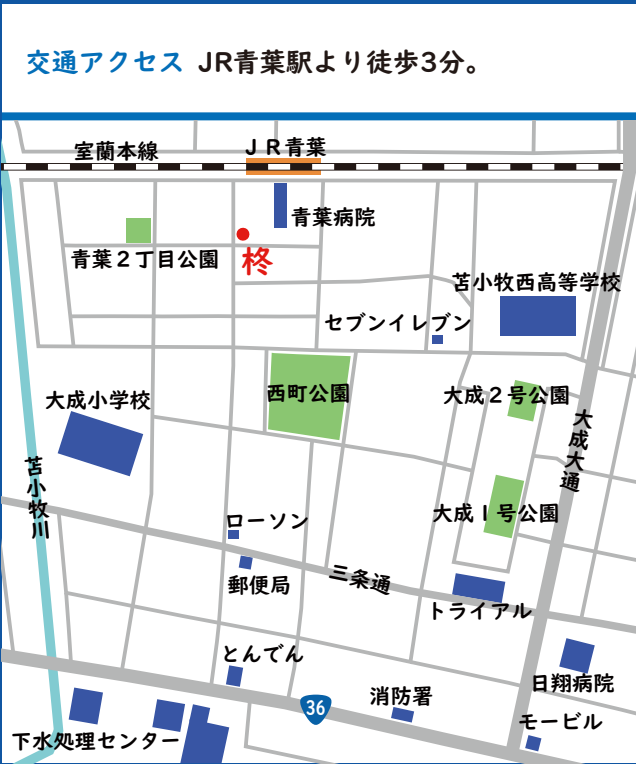 交通アクセス JR青葉駅より徒歩3分。
室蘭本線
JR青葉
青葉病院
青葉2丁目公園
柊
苫小牧西高等学校
セブンイレブン
西町公園
大成2号公園
大成小学校
大成大通
苫小牧川
大成1号公園
ローソン
三条通
郵便局
トライアル
とんでん
日翔病院
消防署
36
モービル
下水処理センター